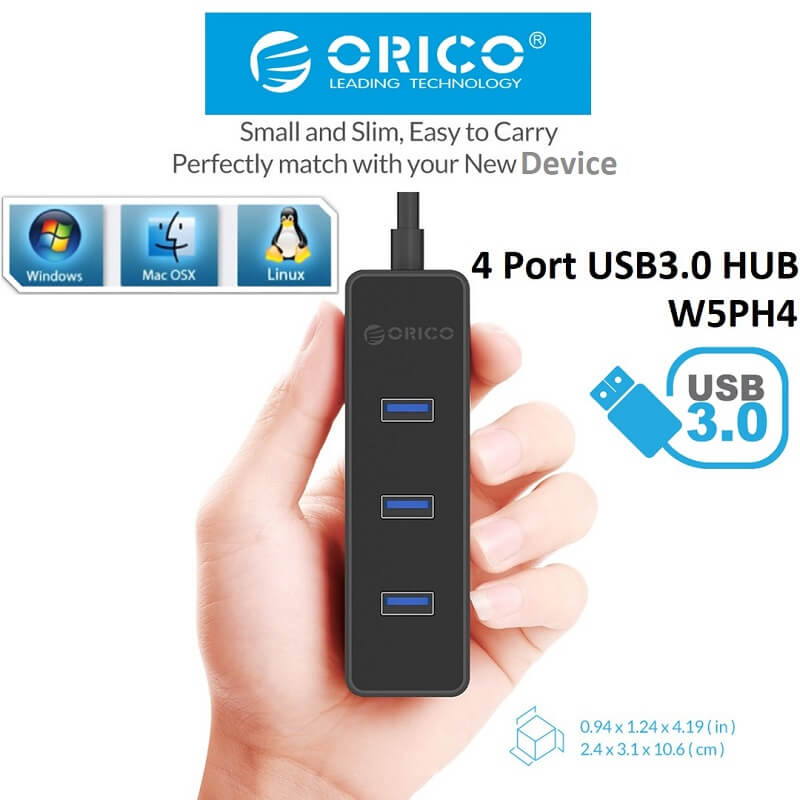 ORICO®
LEADING TECHNOLOGY
Small and Slim, Easy to Carry
Perfectly match with your New Device
Windows
Mac OSX
Linux
4 Port USB3.0 HUB
W5PH4
ORICO
USB
3.0
0.94 x 1.24 x 4.19 ( in )
2.4 x 3.1 x 10.6 ( cm )